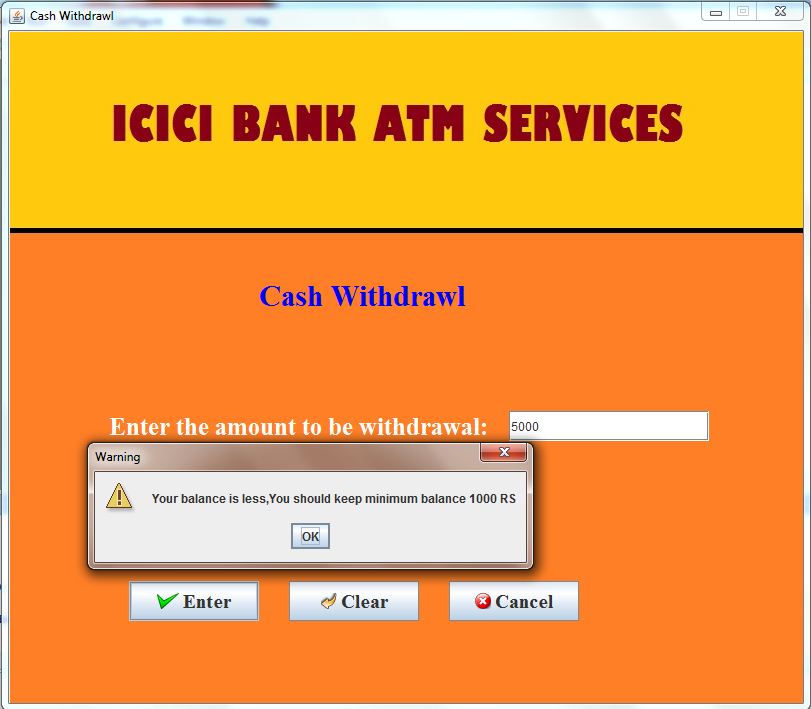 Cash Withdrawl
ICICI BANK ATM SERVICES
Cash Withdrawl
Enter the amount to be withdrawal: 5000
Warning
Your balance is less,You should keep minimum balance 1000 RS
OK
Enter Clear Cancel